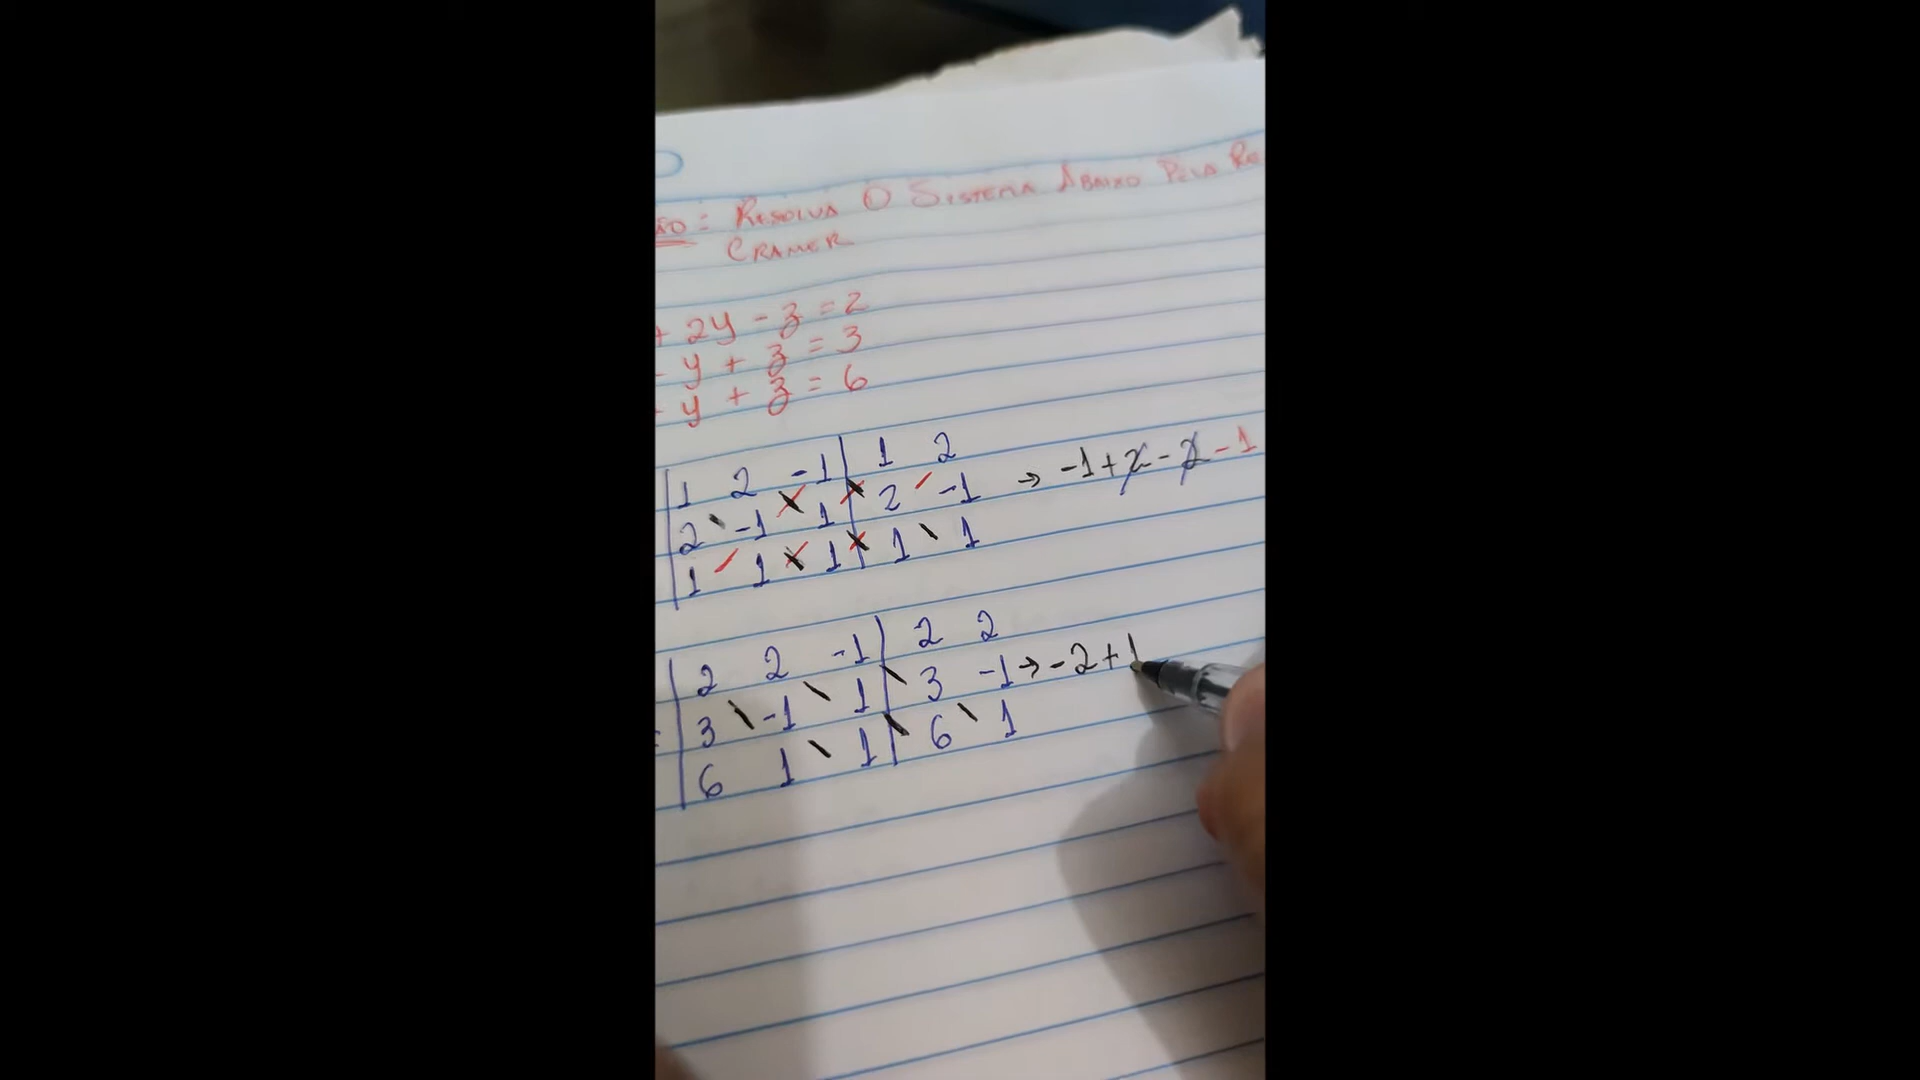 ÃO: RESOLVA O SISTEMA ABAIXO PELA RE
CRAMER
+ 2y - z = 2
- y + z = 3
y + z = 6
1 2 -1 | 1 2
2 -1 1 | 2 -1 → -1 + 2 - 2 - 1
1 1 1 | 1 1
2 2 -1 | 2 2
3 -1 1 | 3 -1 → -2 + 1
6 1 1 | 6 1